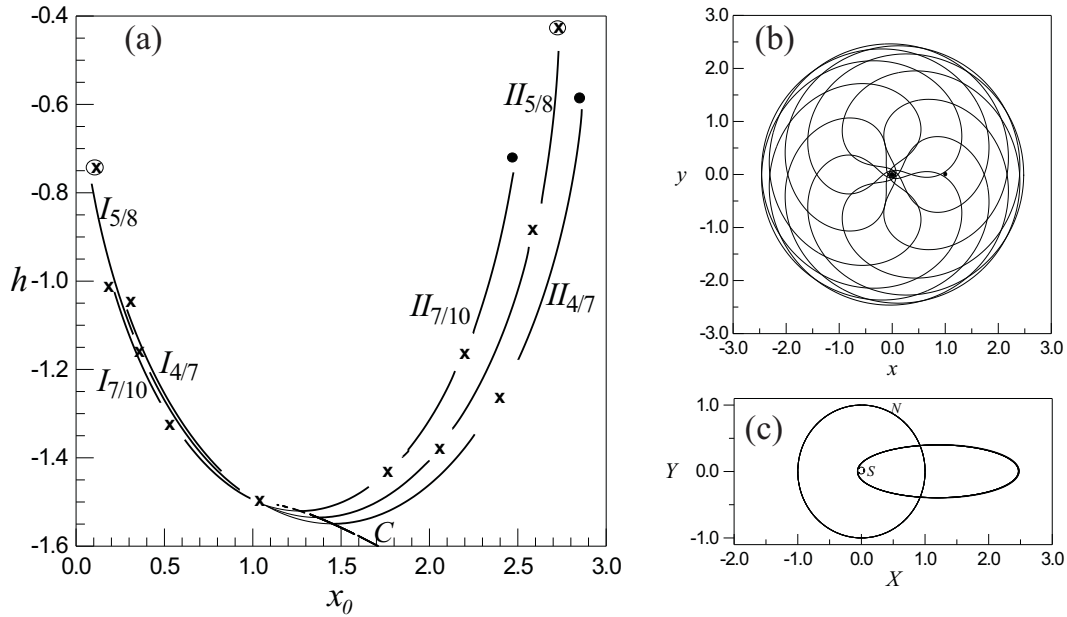 (a)
h
-0.4
-0.6
-0.8
-1.0
-1.2
-1.4
-1.6
0.0 0.5 1.0 1.5 2.0 2.5 3.0
x0
I5/8
I7/10
I4/7
II7/10
II5/8
II4/7
C
x x x x x x x x x x x x
(b)
y
3.0
2.0
1.0
0.0
-1.0
-2.0
-3.0
-3.0 -2.0 -1.0 0.0 1.0 2.0 3.0
x
(c)
Y
1.0
0.0
-1.0
N
S
-2.0 -1.0 0.0 1.0 2.0 3.0
X